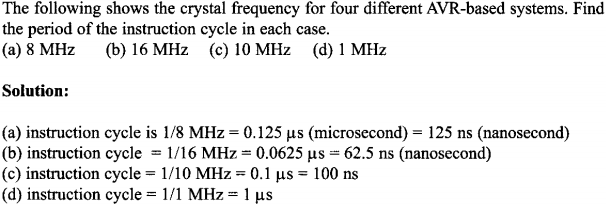 The following shows the crystal frequency for four different AVR-based systems. Find
the period of the instruction cycle in each case.
(a) 8 MHz (b) 16 MHz (c) 10 MHz (d) 1 MHz
Solution:
(a) instruction cycle is 1/8 MHz = 0.125 μs (microsecond) = 125 ns (nanosecond)
(b) instruction cycle = 1/16 MHz = 0.0625 μs = 62.5 ns (nanosecond)
(c) instruction cycle = 1/10 MHz = 0.1 μs = 100 ns
(d) instruction cycle = 1/1 MHz = 1 μs